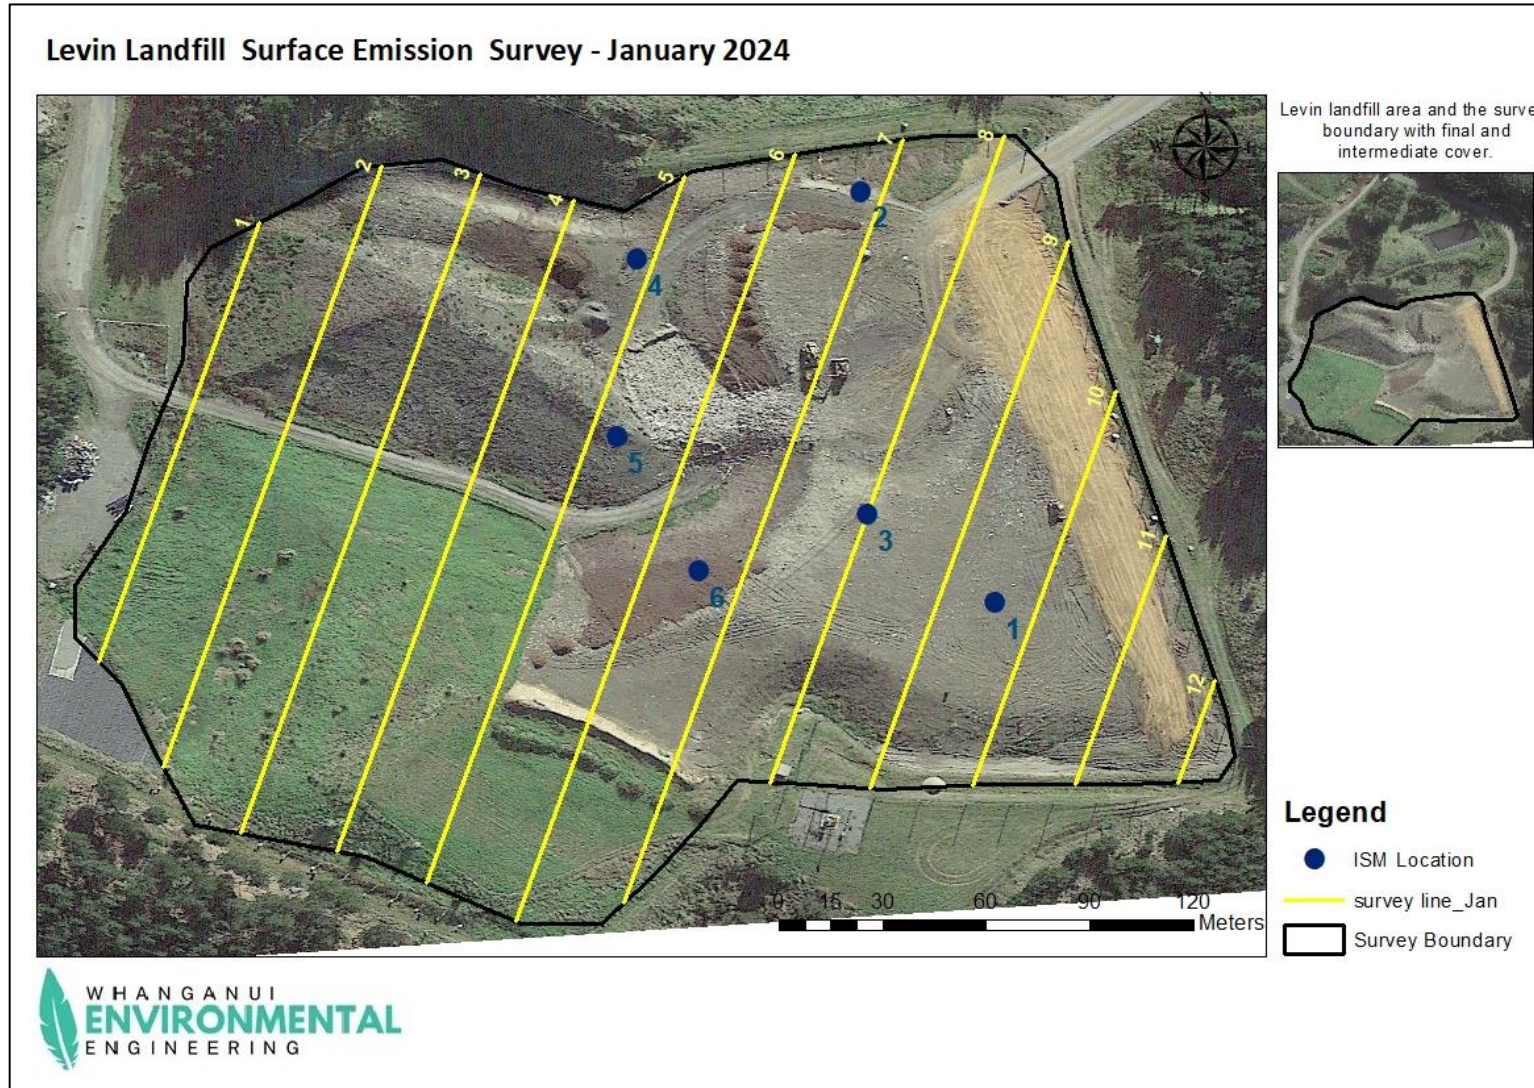 Levin Landfill Surface Emission Survey - January 2024
Levin landfill area and the surve
boundary with final and
intermediate cover.
N
1
2
3
4
5
6
7
8
9
10
11
12
2
4
5
3
6
1
0 15 30 60 90 120
Meters
Legend
ISM Location
survey line_Jan
Survey Boundary
WHANGANUI
ENVIRONMENTAL
ENGINEERING